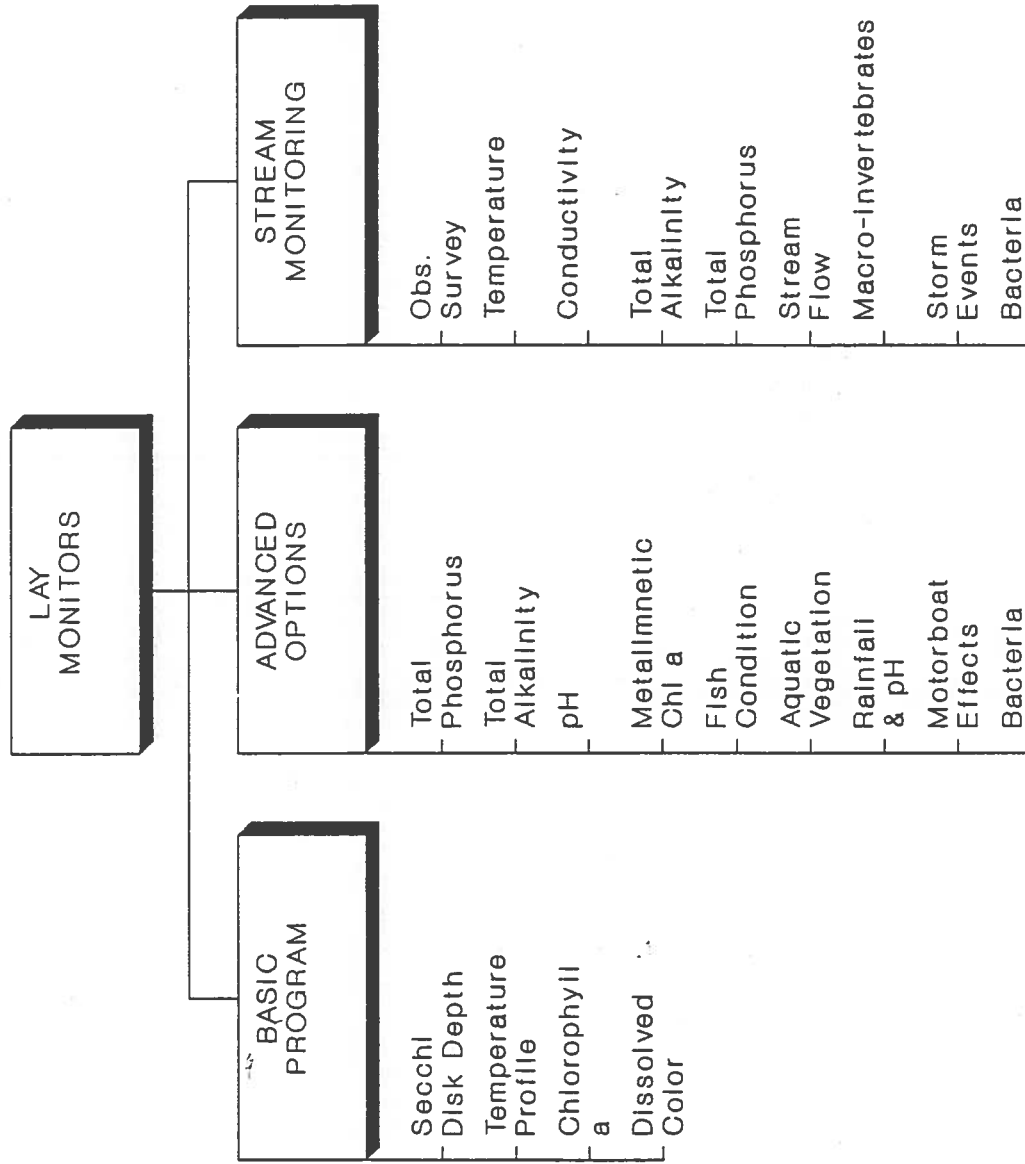 LAY
MONITORS
BASIC
PROGRAM
Secchi
Disk Depth
Temperature
Profile
Chlorophyll
a
Dissolved
Color
ADVANCED
OPTIONS
Total
Phosphorus
Total
Alkalinity
pH
Metalimnetic
Chl a
Fish
Condition
Aquatic
Vegetation
Rainfall
& pH
Motorboat
Effects
Bacteria
STREAM
MONITORING
Obs.
Survey
Temperature
Conductivity
Total
Alkalinity
Total
Phosphorus
Stream
Flow
Macro-invertebrates
Storm
Events
Bacteria